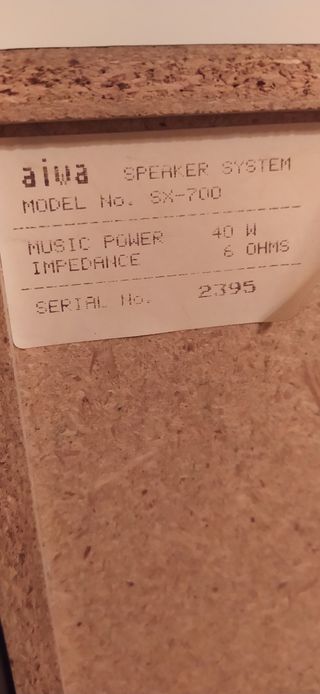 aiwa SPEAKER SYSTEM
MODEL No. SX-700
MUSIC POWER 40 W
IMPEDANCE 6 OHMS
SERIAL No. 2395